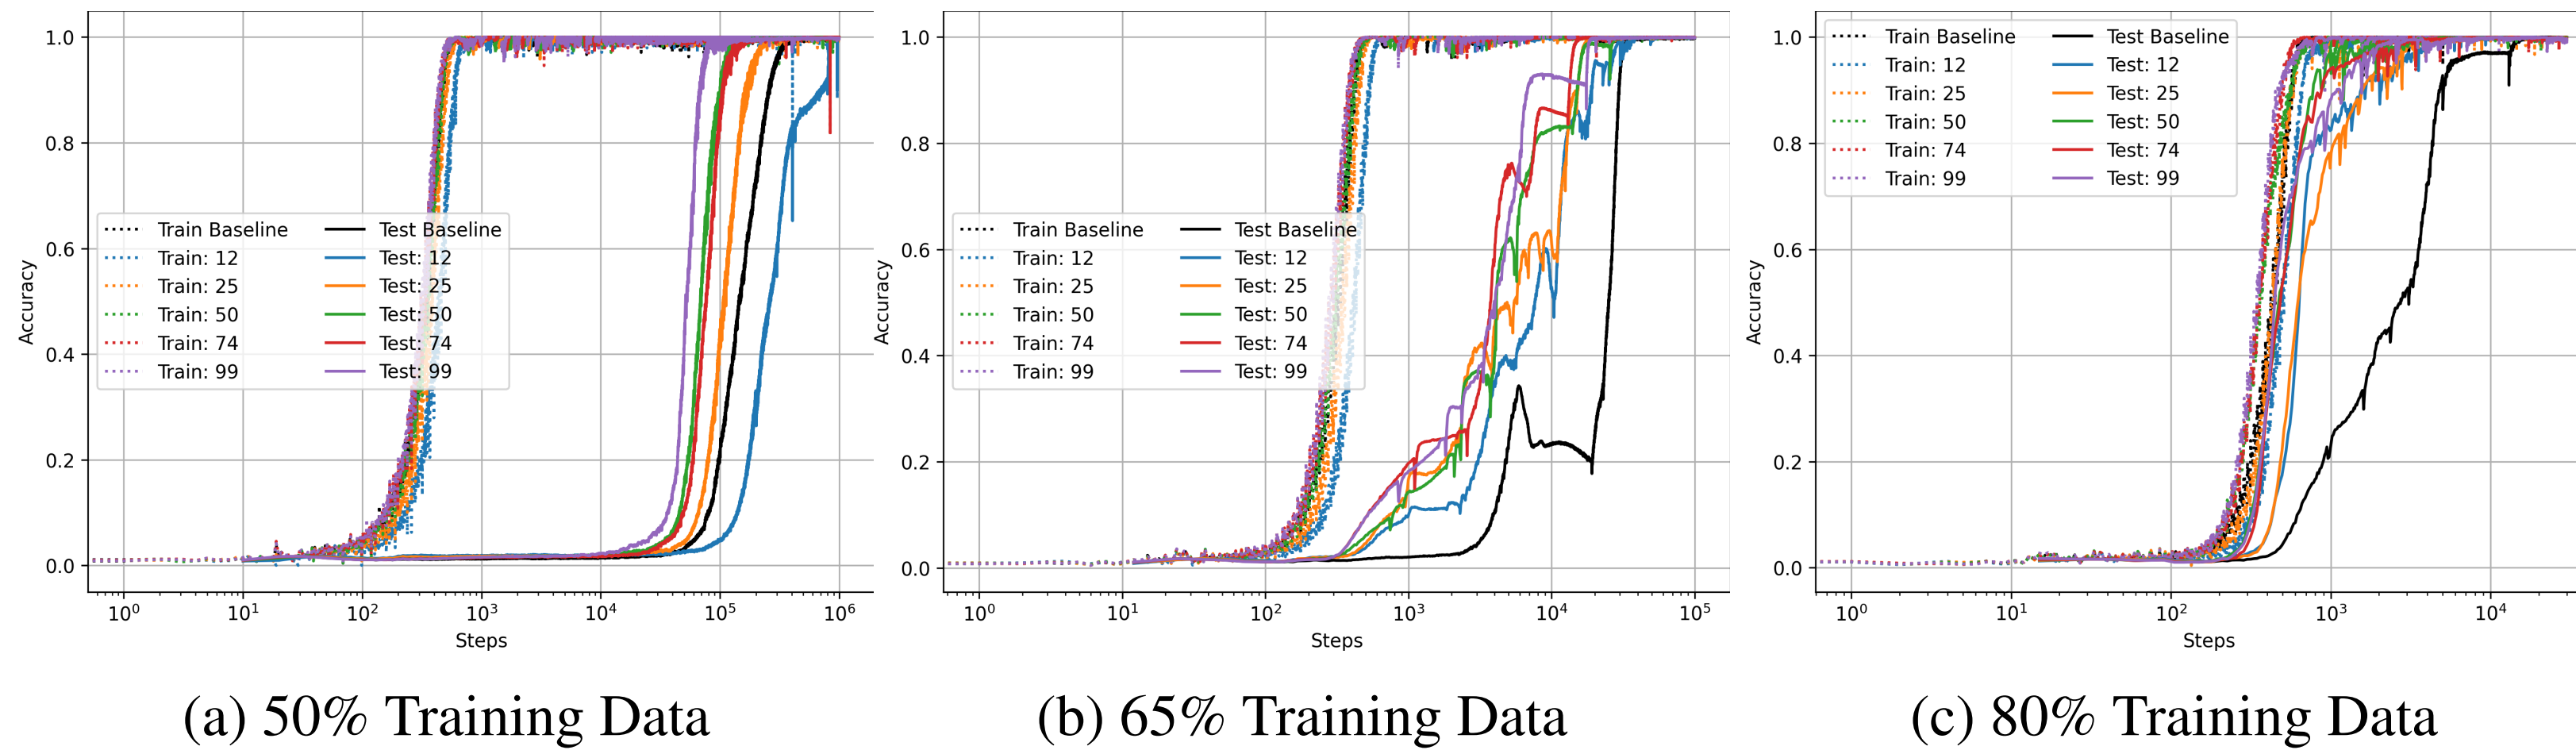 1.0
0.8
0.6
0.4
0.2
0.0
Accuracy
Train Baseline Test Baseline
Train: 12 Test: 12
Train: 25 Test: 25
Train: 50 Test: 50
Train: 74 Test: 74
Train: 99 Test: 99
10⁰ 10¹ 10² 10³ 10⁴ 10⁵ 10⁶
Steps
(a) 50% Training Data
1.0
0.8
0.6
0.4
0.2
0.0
Accuracy
Train Baseline Test Baseline
Train: 12 Test: 12
Train: 25 Test: 25
Train: 50 Test: 50
Train: 74 Test: 74
Train: 99 Test: 99
10⁰ 10¹ 10² 10³ 10⁴ 10⁵
Steps
(b) 65% Training Data
1.0
0.8
0.6
0.4
0.2
0.0
Accuracy
Train Baseline Test Baseline
Train: 12 Test: 12
Train: 25 Test: 25
Train: 50 Test: 50
Train: 74 Test: 74
Train: 99 Test: 99
10⁰ 10¹ 10² 10³ 10⁴
Steps
(c) 80% Training Data